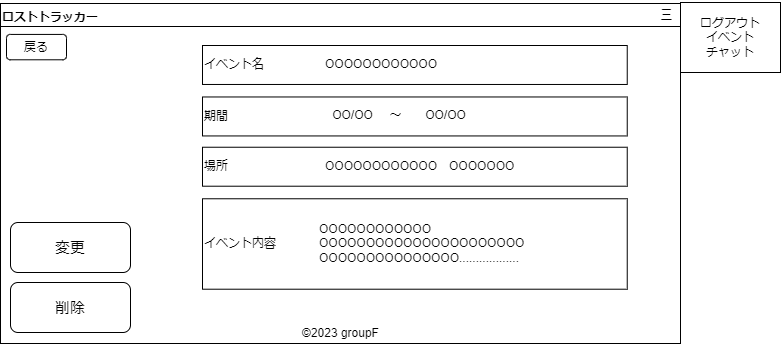 ロストトラッカー 三
ログアウト
イベント
チャット
戻る
イベント名 OOOOOOOOOOOO
期間 OO/OO ～ OO/OO
場所 OOOOOOOOOOOO OOOOOOO
イベント内容
OOOOOOOOOOOO
OOOOOOOOOOOOOOOOOOOOOO
OOOOOOOOOOOOOOO..................
変更
削除
©2023 groupF